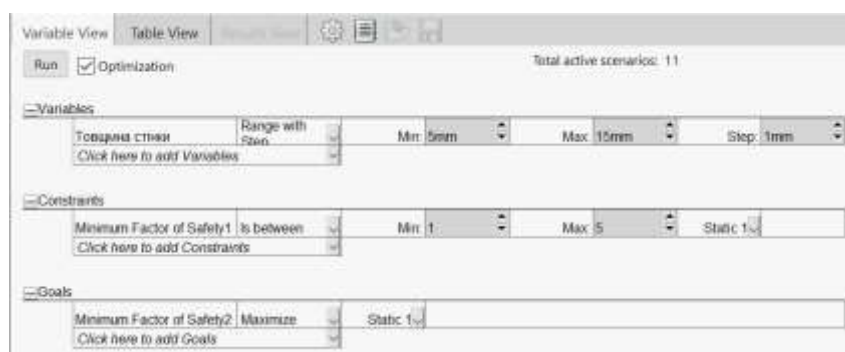 Variable View Table View Results View
Run Optimization Total active scenarios: 11
Variables
Товщина стінки Range with Step Min: 5mm Max: 15mm Step: 1mm
Click here to add Variables
Constraints
Minimum Factor of Safety1 Is between Min: 1 Max: 5 Static 1
Click here to add Constraints
Goals
Minimum Factor of Safety2 Maximize Static 1
Click here to add Goals